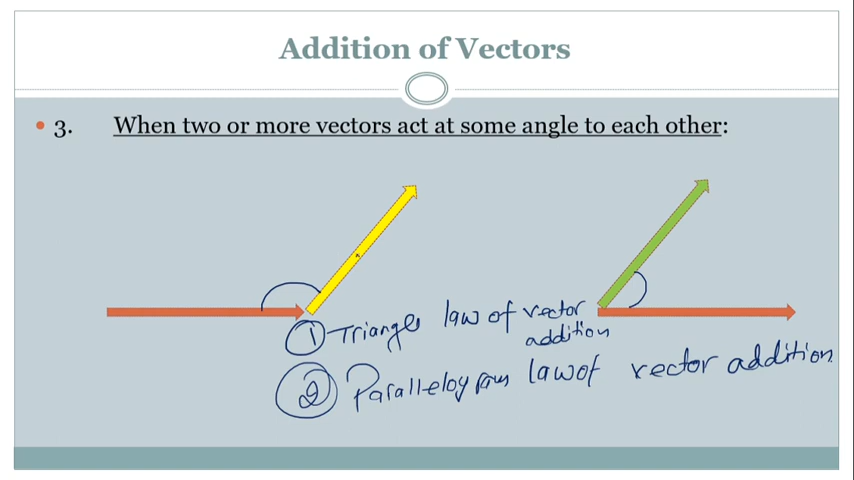 Addition of Vectors
• 3. When two or more vectors act at some angle to each other:
① Triangle law of vector
addition
② law of vector addition